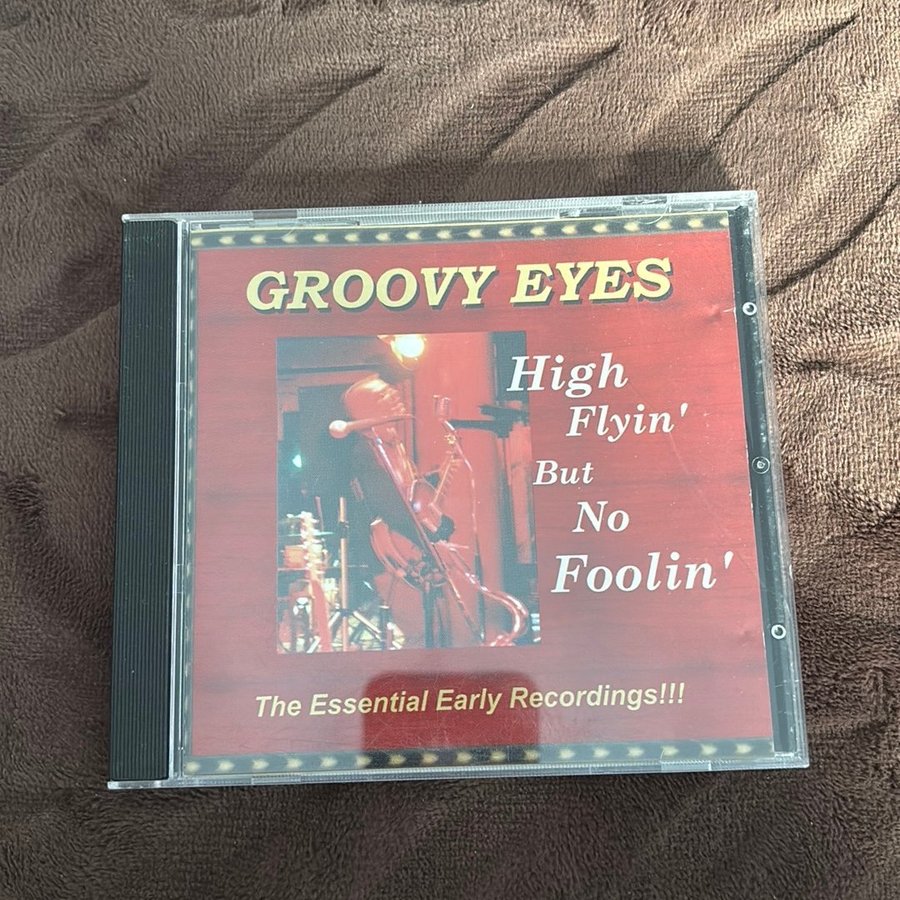 GROOVY EYES
High
Flyin'
But
No
Foolin'
The Essential Early Recordings!!!